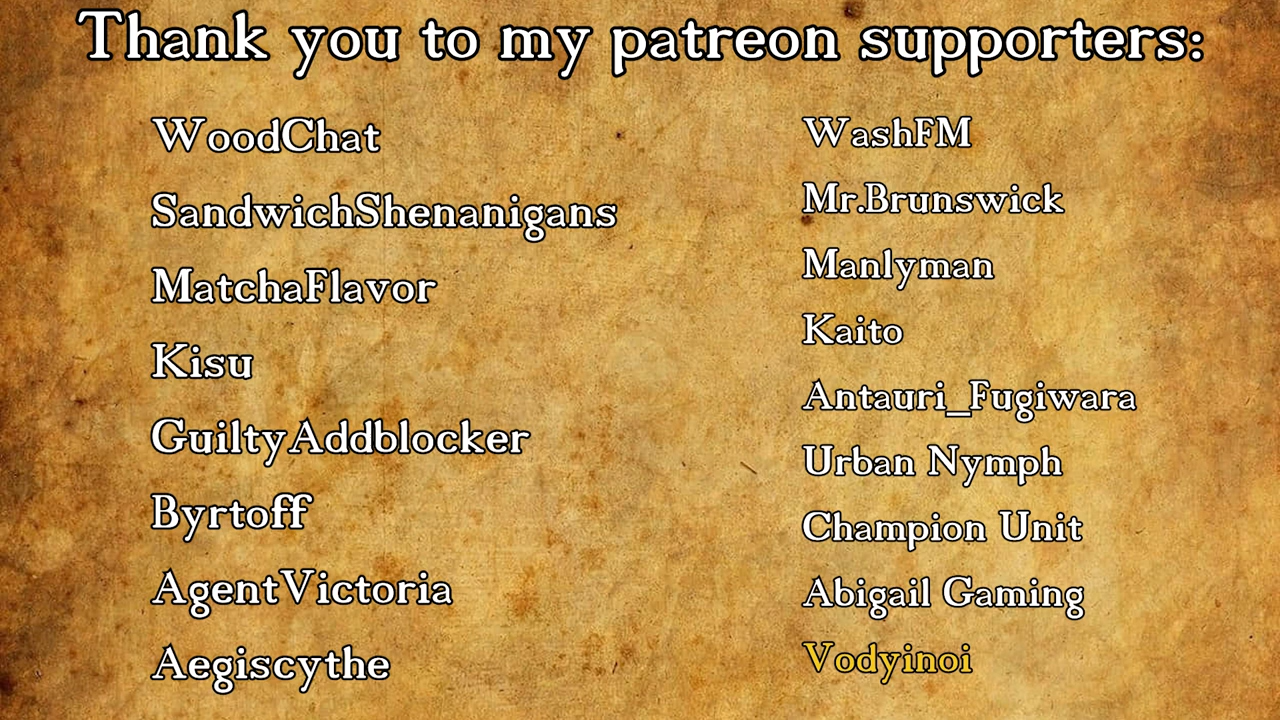 Thank you to my patreon supporters:
WoodChat
SandwichShenanigans
MatchaFlavor
Kisu
GuiltyAddblocker
Byrtoff
AgentVictoria
Aegiscythe
WashFM
Mr.Brunswick
Manlyman
Kaito
Antauri_Fugiwara
Urban Nymph
Champion Unit
Abigail Gaming
Vodyinoi